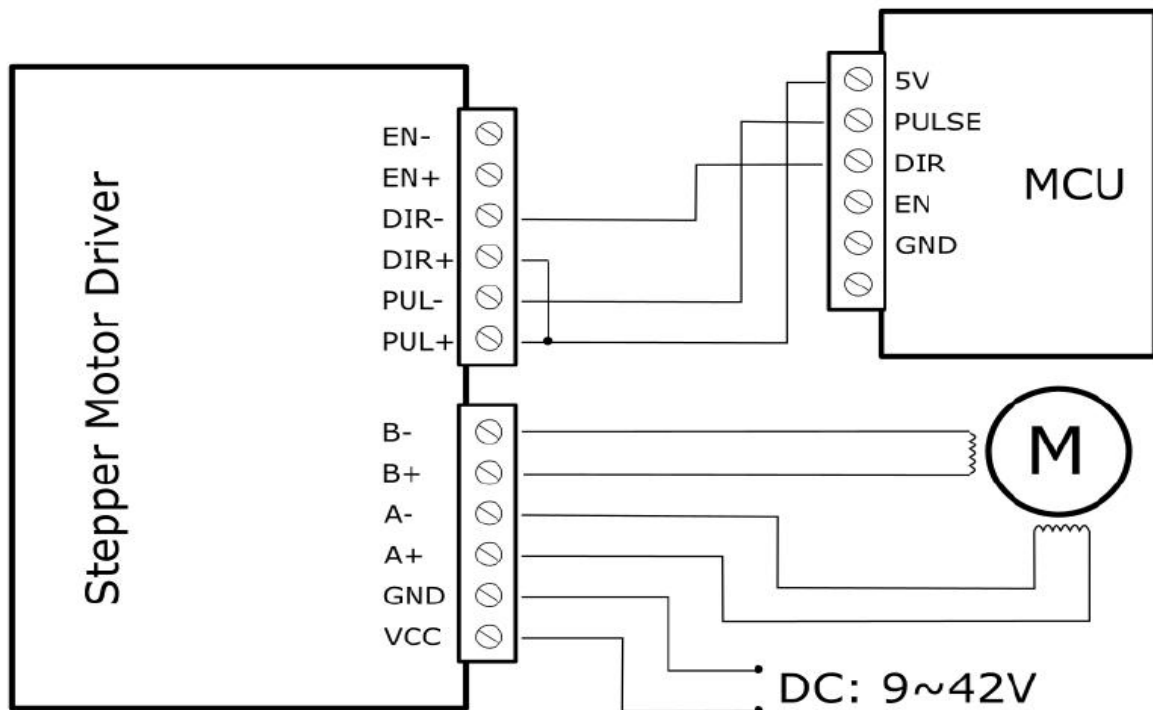 Stepper Motor Driver
EN-
EN+
DIR-
DIR+
PUL-
PUL+
B-
B+
A-
A+
GND
VCC
5V
PULSE
DIR
EN
GND
MCU
M
DC: 9~42V